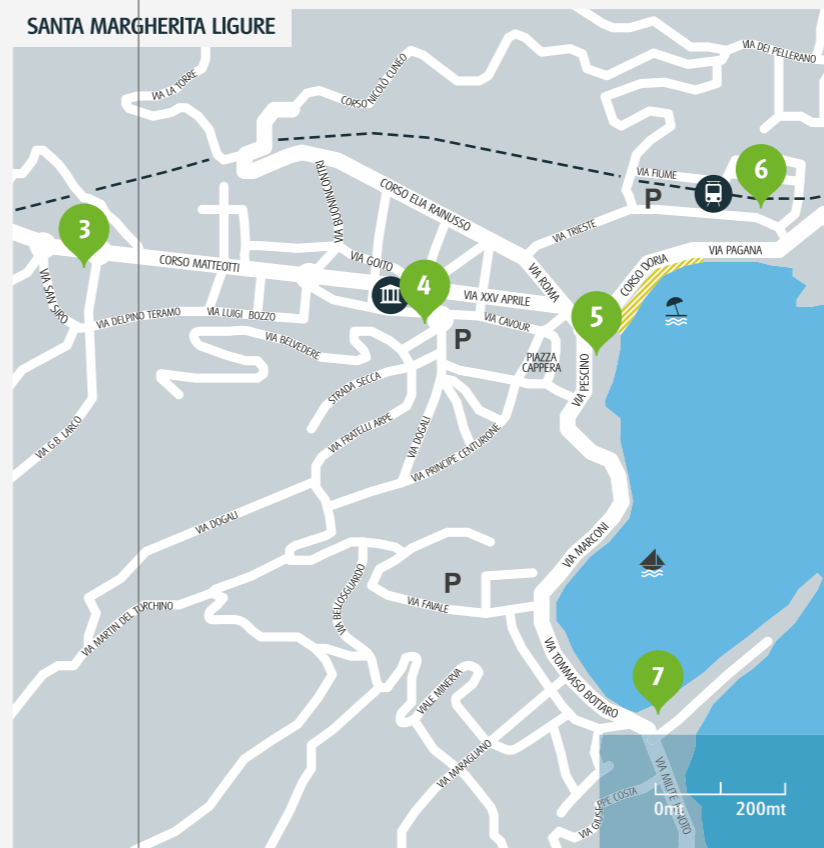 SANTA MARGHERITA LIGURE
VIA DEI PELLERANO
VIA LA TORRE
CORSO NICOLÒ CUNEO
VIA FIUME
6
P
VIA BUONINCONTRI
CORSO ELIA RAINUSSO
3
VIA TRIESTE
VIA PAGANA
CORSO DORIA
CORSO MATTEOTTI
VIA GOITO
VIA ROMA
VIA SAN SIRO
4
VIA XXV APRILE
5
VIA DELPINO TERAMO
VIA LUIGI BOZZO
VIA CAVOUR
VIA BELVEDERE
P
PIAZZA
CAPPERA
VIA PESCINO
STRADA SECCA
VIA G.B. LARCO
VIA FRATELLI ARPE
VIA DOGALI
VIA PRINCIPE CENTURIONE
VIA DOGALI
VIA MARCONI
P
VIA BELLOSGUARDO
VIA FAVALE
VIA MARTIN DEL TURCHINO
VIA TOMMASO BOTTARO
7
VIALE MINERVA
VIA MARAGLIANO
VIA MILITE IGNOTO
PPE COSTA
VIA GIUSE
0mt
200mt